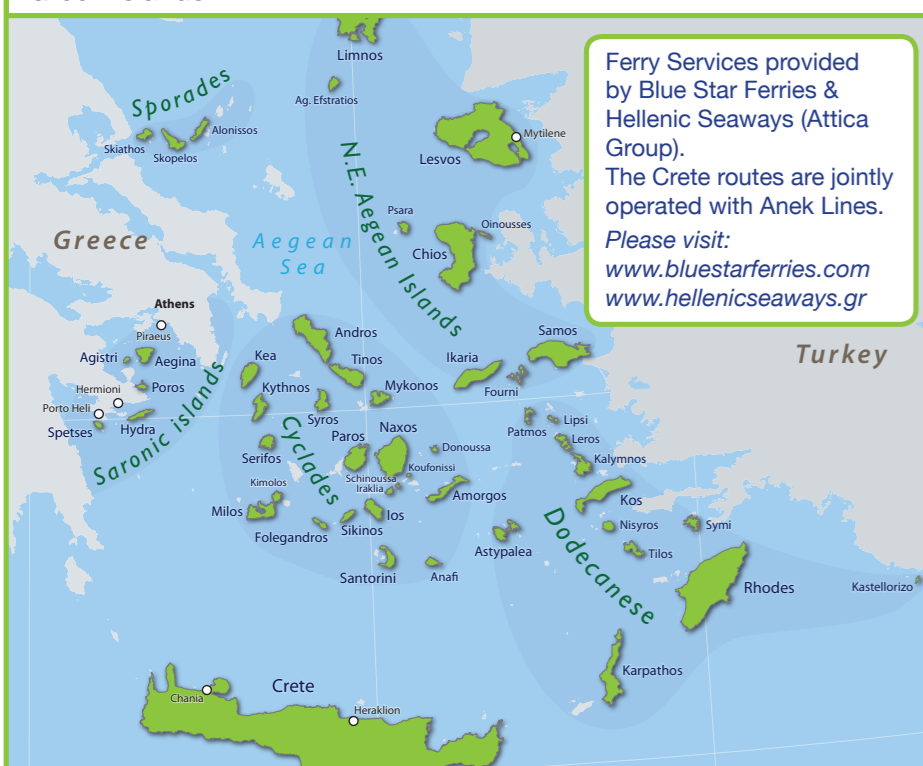 Limnos
Ag. Efstratios
Sporades
Alonissos
Skiathos
Skopelos
Mytilene
Lesvos
N.E. Aegean Islands
Psara
Oinousses
Chios
Greece
Aegean
Sea
Ferry Services provided
by Blue Star Ferries &
Hellenic Seaways (Attica
Group).
The Crete routes are jointly
operated with Anek Lines.
Please visit:
www.bluestarferries.com
www.hellenicseaways.gr
Athens
Piraeus
Agistri
Aegina
Hermioni
Poros
Porto Heli
Spetses
Hydra
Saronic islands
Andros
Kea
Tinos
Kythnos
Mykonos
Syros
Ikaria
Samos
Fourni
Turkey
Cyclades
Paros
Naxos
Serifos
Donoussa
Koufonissi
Kimolos
Schinoussa
Iraklia
Milos
Amorgos
Ios
Sikinos
Folegandros
Santorini
Anafi
Astypalea
Patmos
Lipsi
Leros
Kalymnos
Kos
Dodecanese
Nisyros
Symi
Tilos
Rhodes
Kastellorizo
Karpathos
Crete
Chania
Heraklion